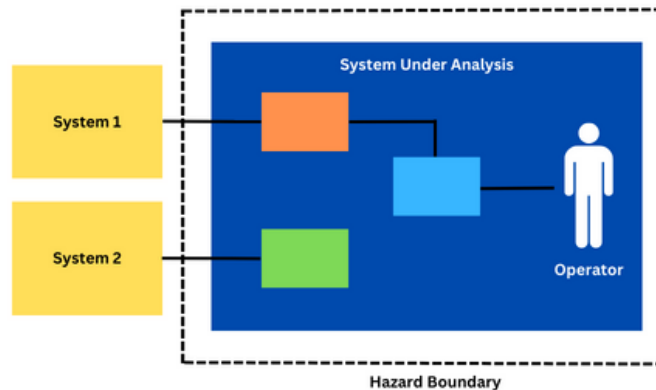 System Under Analysis
System 1
System 2
Operator
Hazard Boundary